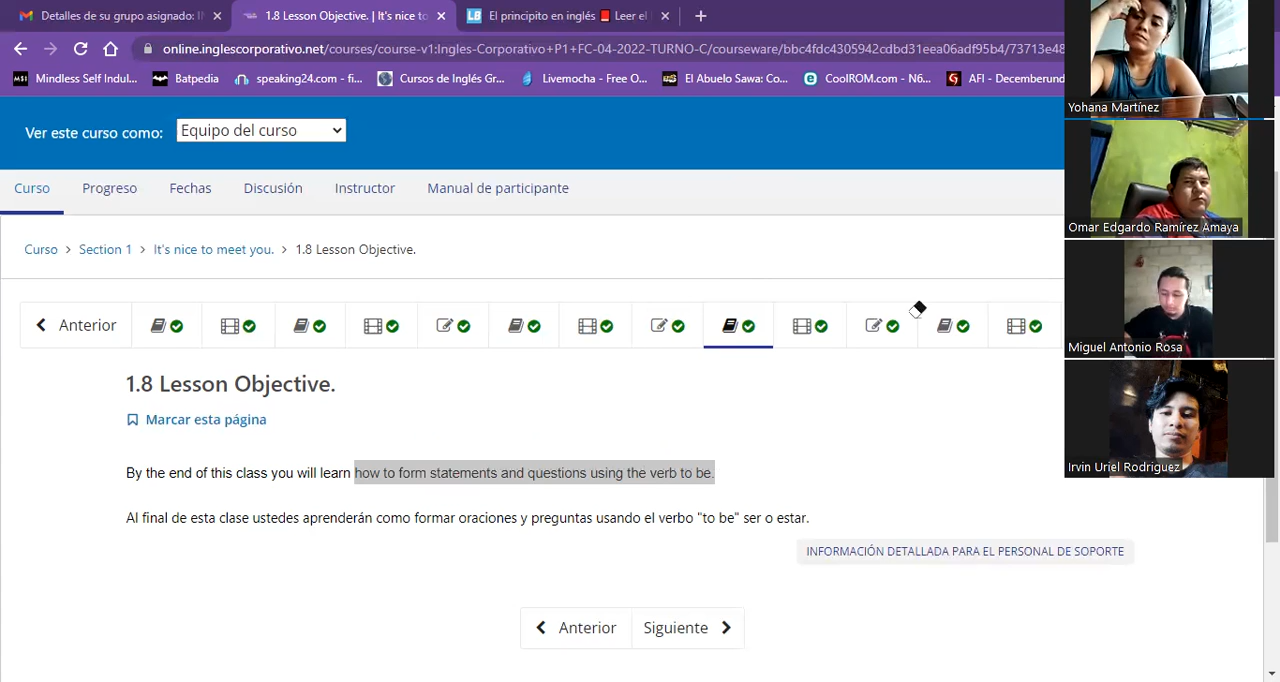 Detalles de su grupo asignado: I
1.8 Lesson Objective. | It's nice to
El principito en inglés 📕 Leer el
online.inglescorporativo.net/courses/course-v1:Ingles-Corporativo+P1+FC-04-2022-TURNO-C/courseware/bbc4fdc4305942cdbd31eea06adf95b4/73713e48
Mindless Self Indul...
Batpedia
speaking24.com - fi...
Cursos de Inglés Gr...
Livemocha - Free O...
El Abuelo Sawa: Co...
CoolROM.com - N6...
AFI - Decemberund
Yohana Martínez
Ver este curso como:
Equipo del curso
Curso
Progreso
Fechas
Discusión
Instructor
Manual de participante
Omar Edgardo Ramírez Amaya
Curso > Section 1 > It's nice to meet you. > 1.8 Lesson Objective.
Anterior
Miguel Antonio Rosa
1.8 Lesson Objective.
Marcar esta página
Irvin Uriel Rodriguez
By the end of this class you will learn how to form statements and questions using the verb to be.
Al final de esta clase ustedes aprenderán como formar oraciones y preguntas usando el verbo "to be" ser o estar.
INFORMACIÓN DETALLADA PARA EL PERSONAL DE SOPORTE
Anterior
Siguiente